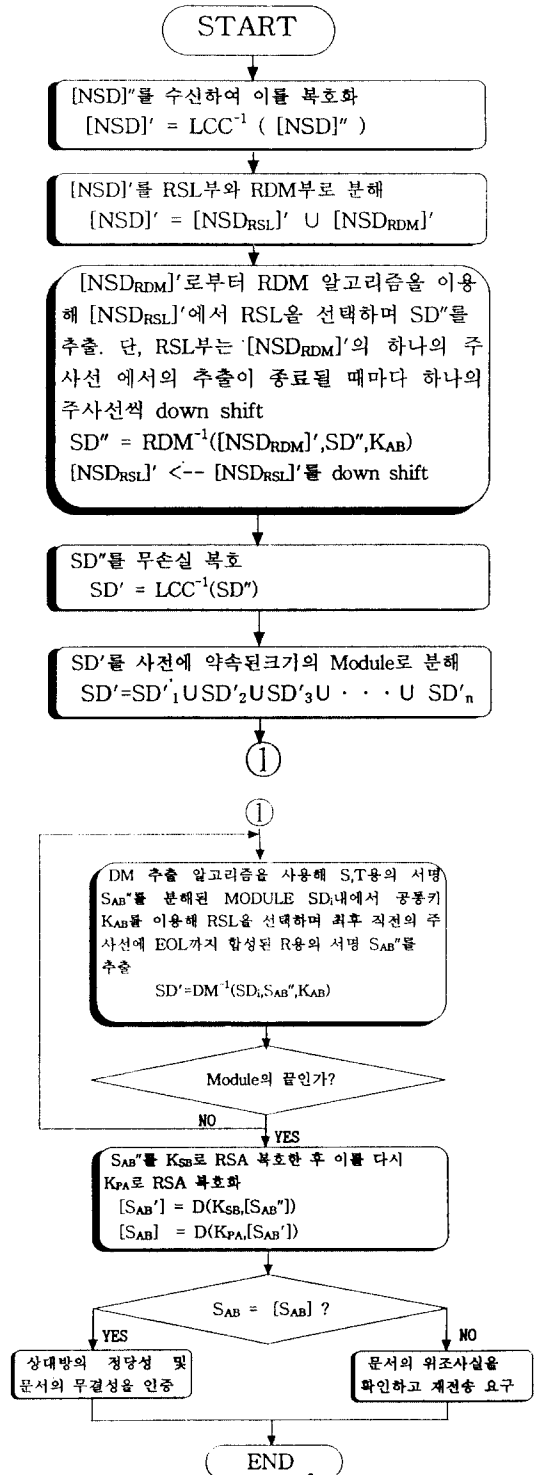 START
[NSD]″를 수신하여 이를 복호화
[NSD]′ = LCC⁻¹ ( [NSD]″ )
[NSD]′를 RSL부와 RDM부로 분해
[NSD]′ = [NSD_RSL]′ ∪ [NSD_RDM]′
[NSD_RDM]′로부터 RDM 알고리즘을 이용
해 [NSD_RSL]′에서 RSL을 선택하며 SD″를
추출. 단, RSL부는 [NSD_RDM]′의 하나의 주
사선 에서의 추출이 종료될 때마다 하나의
주사선씩 down shift
SD″ = RDM⁻¹([NSD_RDM]′,SD″,K_AB)
[NSD_RSL]′ <-- [NSD_RSL]′를 down shift
SD″를 무손실 복호
SD′ = LCC⁻¹(SD″)
SD′를 사전에 약속된크기의 Module로 분해
SD′=SD′₁∪SD′₂∪SD′₃∪ · · · ∪ SD′ₙ
①
①
DM 추출 알고리즘을 사용해 S,T용의 서명
S_AB″를 분해된 MODULE SDᵢ내에서 공통키
K_AB를 이용해 RSL을 선택하며 최후 직전의 주
사선에 EOL까지 합성된 R용의 서명 S_AB″를
추출
SD′=DM⁻¹(SDᵢ,S_AB″,K_AB)
Module의 끝인가?
NO
YES
S_AB″를 K_SB로 RSA 복호한 후 이를 다시
K_PA로 RSA 복호화
[S_AB′] = D(K_SB,[S_AB″])
[S_AB] = D(K_PA,[S_AB′])
S_AB = [S_AB] ?
YES
NO
상대방의 정당성 및
문서의 무결성을 인증
문서의 위조사실을
확인하고 재전송 요구
END